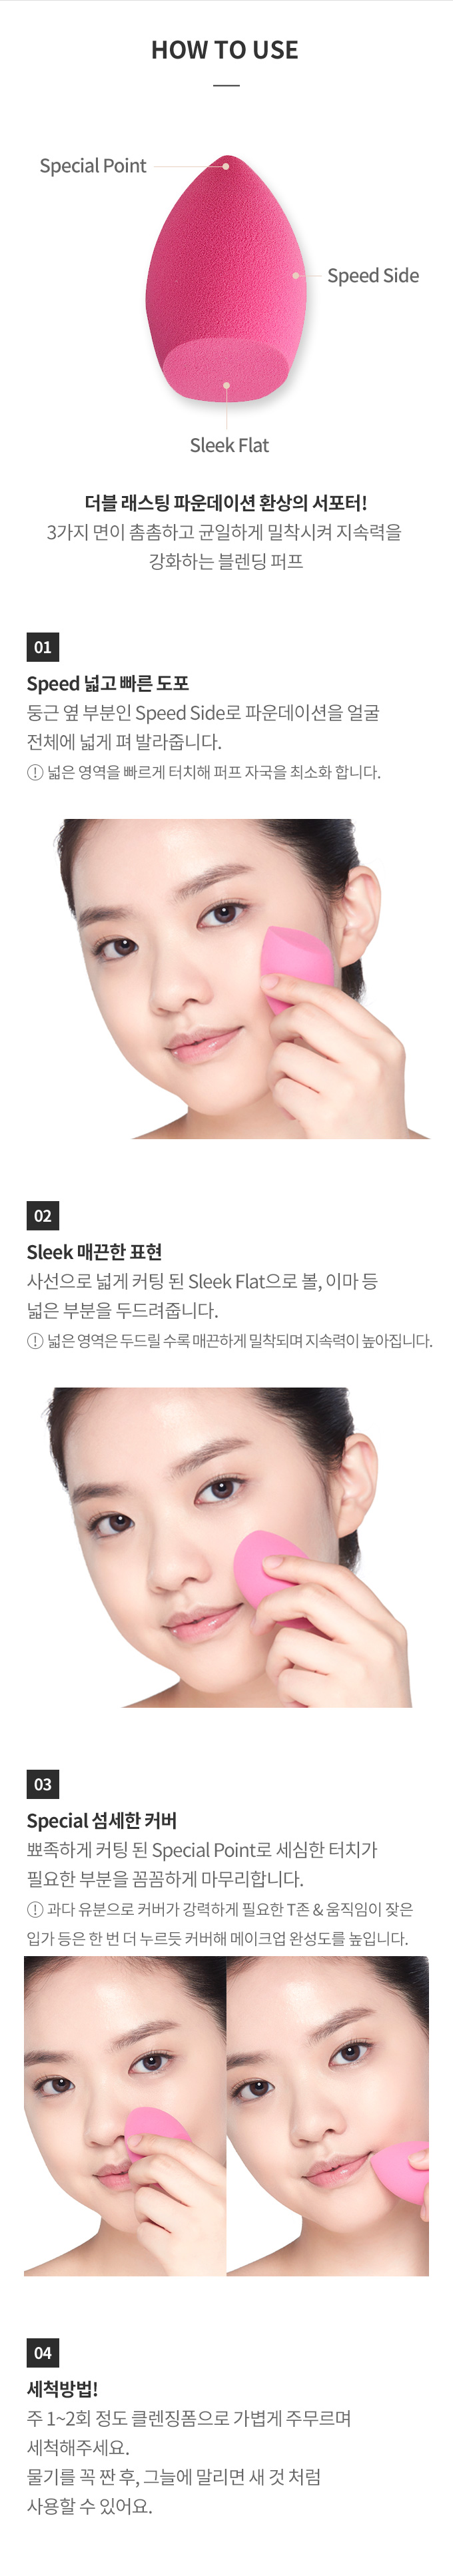 HOW TO USE
Special Point
Speed Side
Sleek Flat
더블 래스팅 파운데이션 환상의 서포터!
3가지 면이 촘촘하고 균일하게 밀착시켜 지속력을
강화하는 블렌딩 퍼프
01
Speed 넓고 빠른 도포
둥근 옆 부분인 Speed Side로 파운데이션을 얼굴
전체에 넓게 펴 발라줍니다.
! 넓은 영역을 빠르게 터치해 퍼프 자국을 최소화 합니다.
02
Sleek 매끈한 표현
사선으로 넓게 커팅 된 Sleek Flat으로 볼, 이마 등
넓은 부분을 두드려줍니다.
! 넓은 영역은 두드릴 수록 매끈하게 밀착되며 지속력이 높아집니다.
03
Special 섬세한 커버
뾰족하게 커팅 된 Special Point로 세심한 터치가
필요한 부분을 꼼꼼하게 마무리합니다.
! 과다 유분으로 커버가 강력하게 필요한 T존 & 움직임이 잦은
입가 등은 한 번 더 누르듯 커버해 메이크업 완성도를 높입니다.
04
세척방법!
주 1~2회 정도 클렌징폼으로 가볍게 주무르며
세척해주세요.
물기를 꼭 짠 후, 그늘에 말리면 새 것 처럼
사용할 수 있어요.